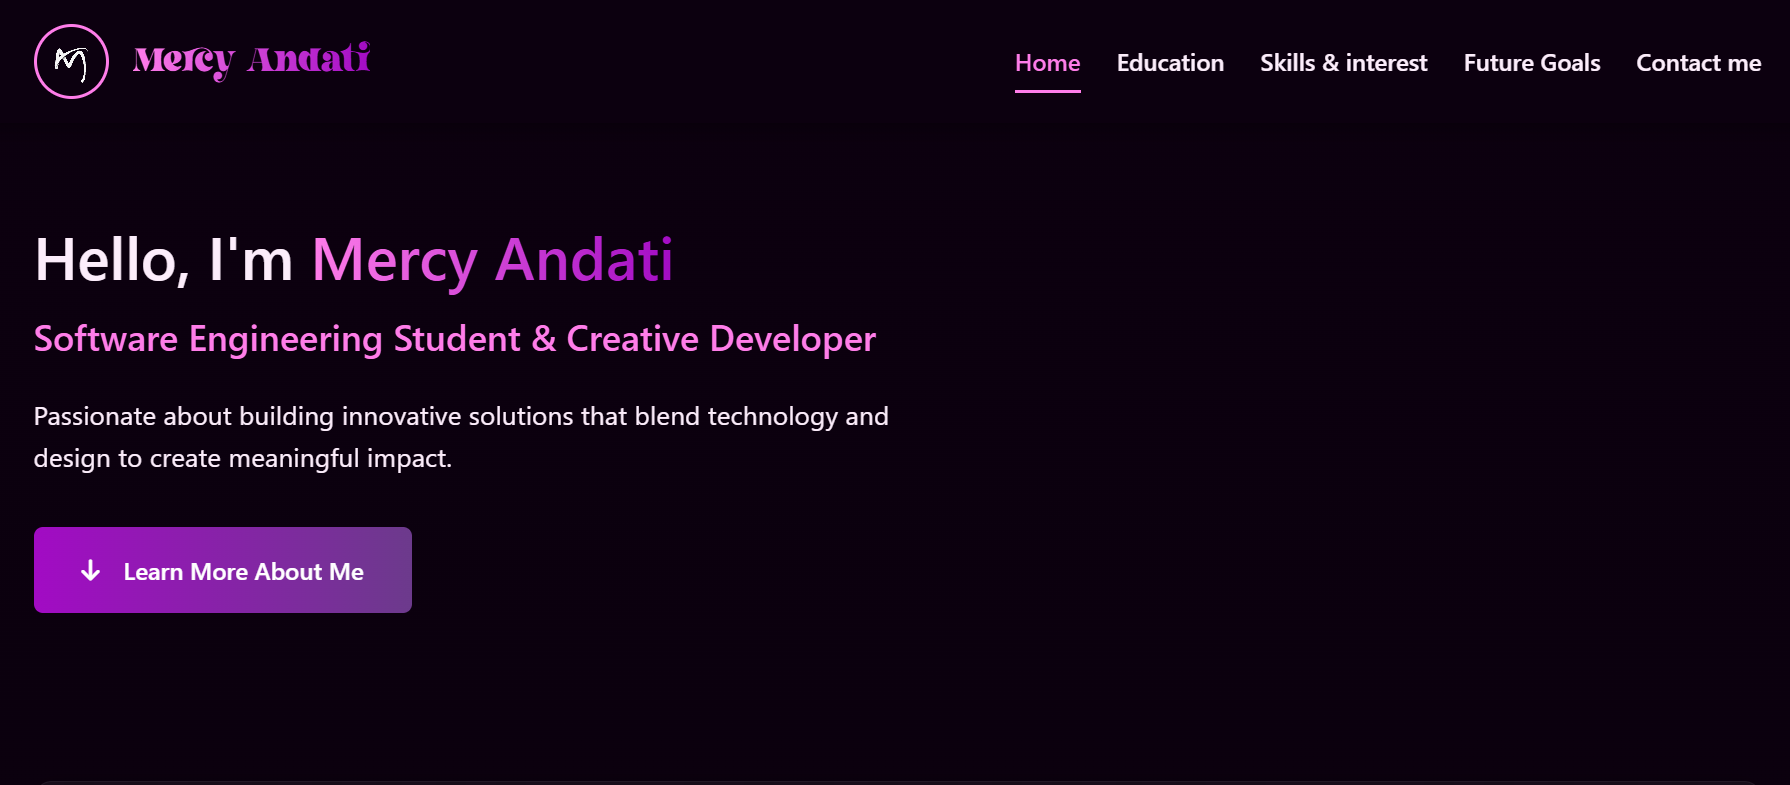 M
Mercy Andati
Home
Education
Skills & interest
Future Goals
Contact me
Hello, I'm Mercy Andati
Software Engineering Student & Creative Developer
Passionate about building innovative solutions that blend technology and
design to create meaningful impact.
Learn More About Me